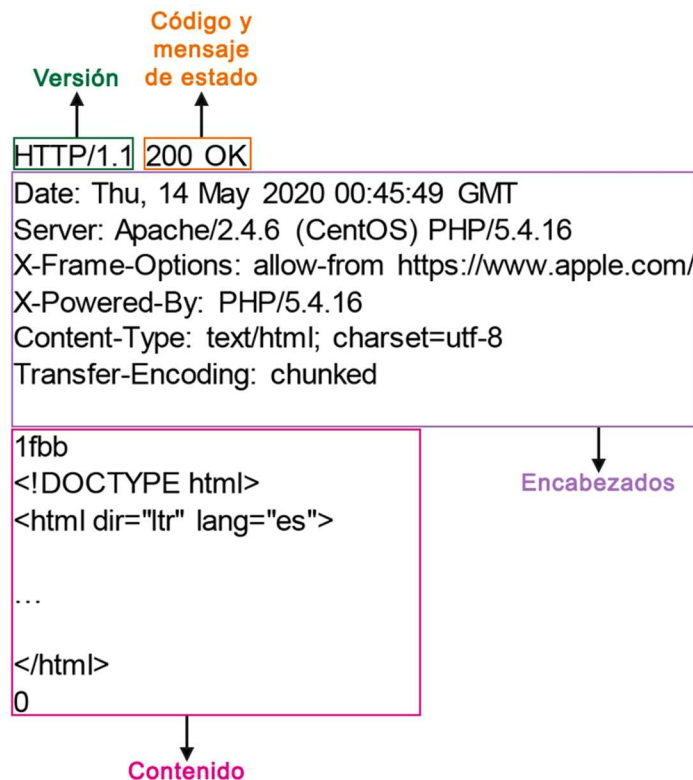 Código y
mensaje
de estado
Versión
HTTP/1.1 200 OK
Date: Thu, 14 May 2020 00:45:49 GMT
Server: Apache/2.4.6 (CentOS) PHP/5.4.16
X-Frame-Options: allow-from https://www.apple.com/
X-Powered-By: PHP/5.4.16
Content-Type: text/html; charset=utf-8
Transfer-Encoding: chunked
Encabezados
1fbb
<!DOCTYPE html>
<html dir="ltr" lang="es">
...
</html>
0
Contenido